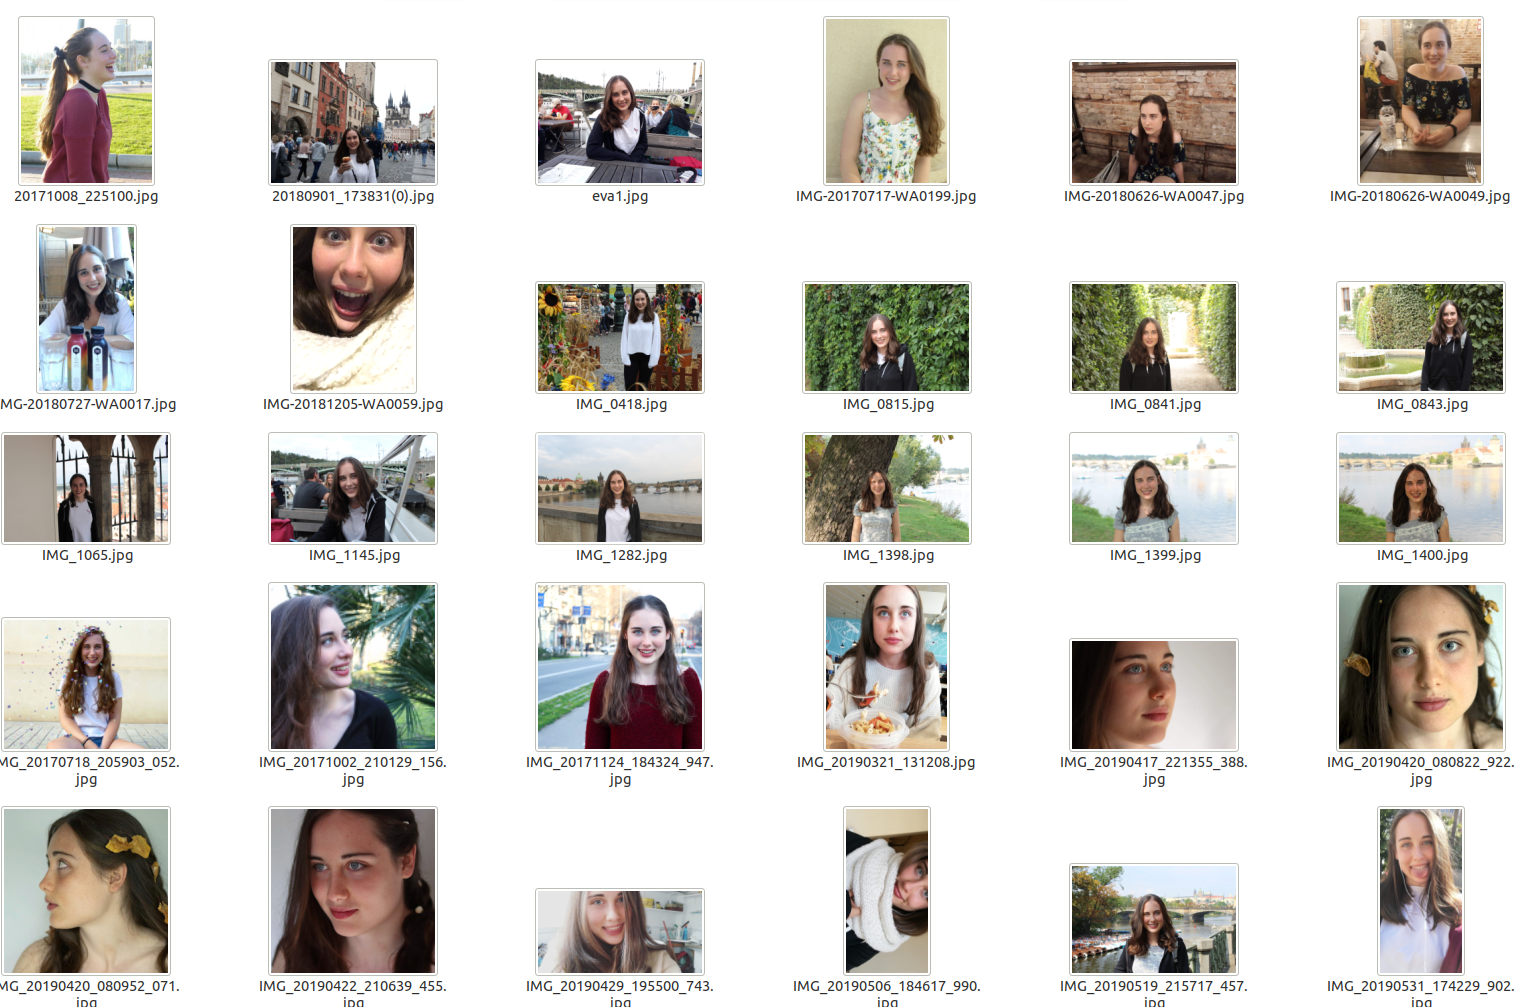 20171008_225100.jpg
20180901_173831(0).jpg
eva1.jpg
IMG-20170717-WA0199.jpg
IMG-20180626-WA0047.jpg
IMG-20180626-WA0049.jpg
MG-20180727-WA0017.jpg
IMG-20181205-WA0059.jpg
IMG_0418.jpg
IMG_0815.jpg
IMG_0841.jpg
IMG_0843.jpg
IMG_1065.jpg
IMG_1145.jpg
IMG_1282.jpg
IMG_1398.jpg
IMG_1399.jpg
IMG_1400.jpg
MG_20170718_205903_052.
jpg
IMG_20171002_210129_156.
jpg
IMG_20171124_184324_947.
jpg
IMG_20190321_131208.jpg
IMG_20190417_221355_388.
jpg
IMG_20190420_080822_922.
jpg
MG_20190420_080952_071.
jpg
IMG_20190422_210639_455.
jpg
IMG_20190429_195500_743.
jpg
IMG_20190506_184617_990.
jpg
IMG_20190519_215717_457.
jpg
IMG_20190531_174229_902.
jpg